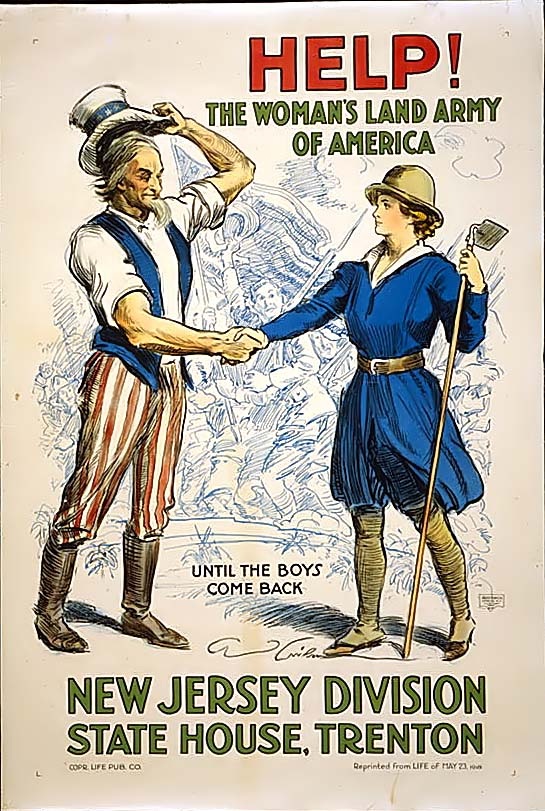 HELP!
THE WOMAN'S LAND ARMY
OF AMERICA
UNTIL THE BOYS
COME BACK
NEW JERSEY DIVISION
STATE HOUSE, TRENTON
COPR. LIFE PUB. CO.
Reprinted from LIFE of MAY 23, 1918